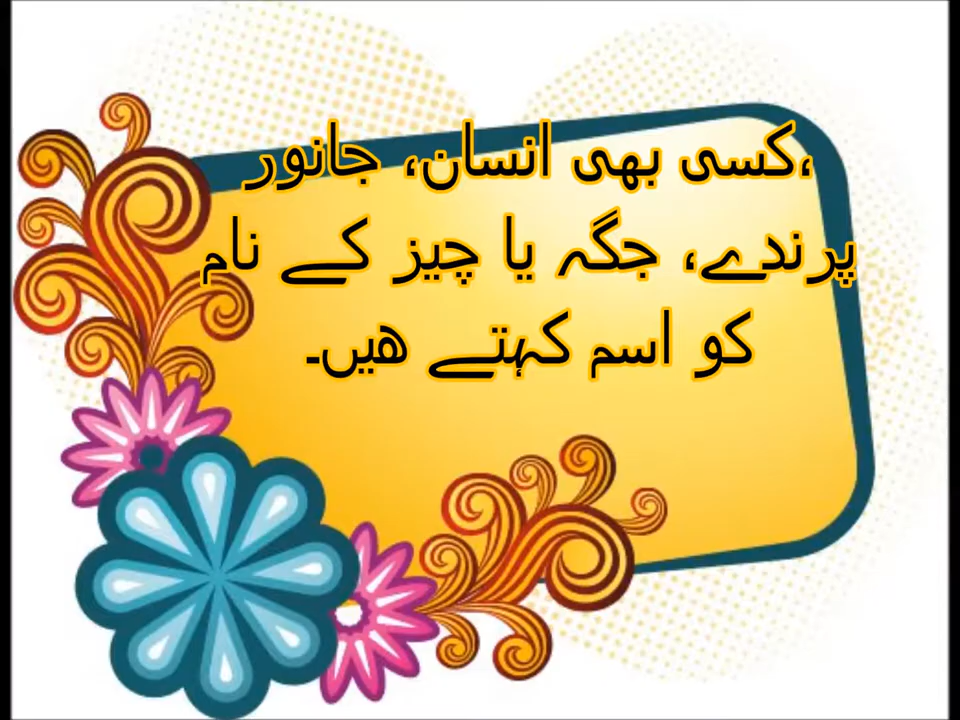 کسی بھی انسان، جانور،
پرندے، جگہ یا چیز کے نام
کو اسم کہتے ھیں۔